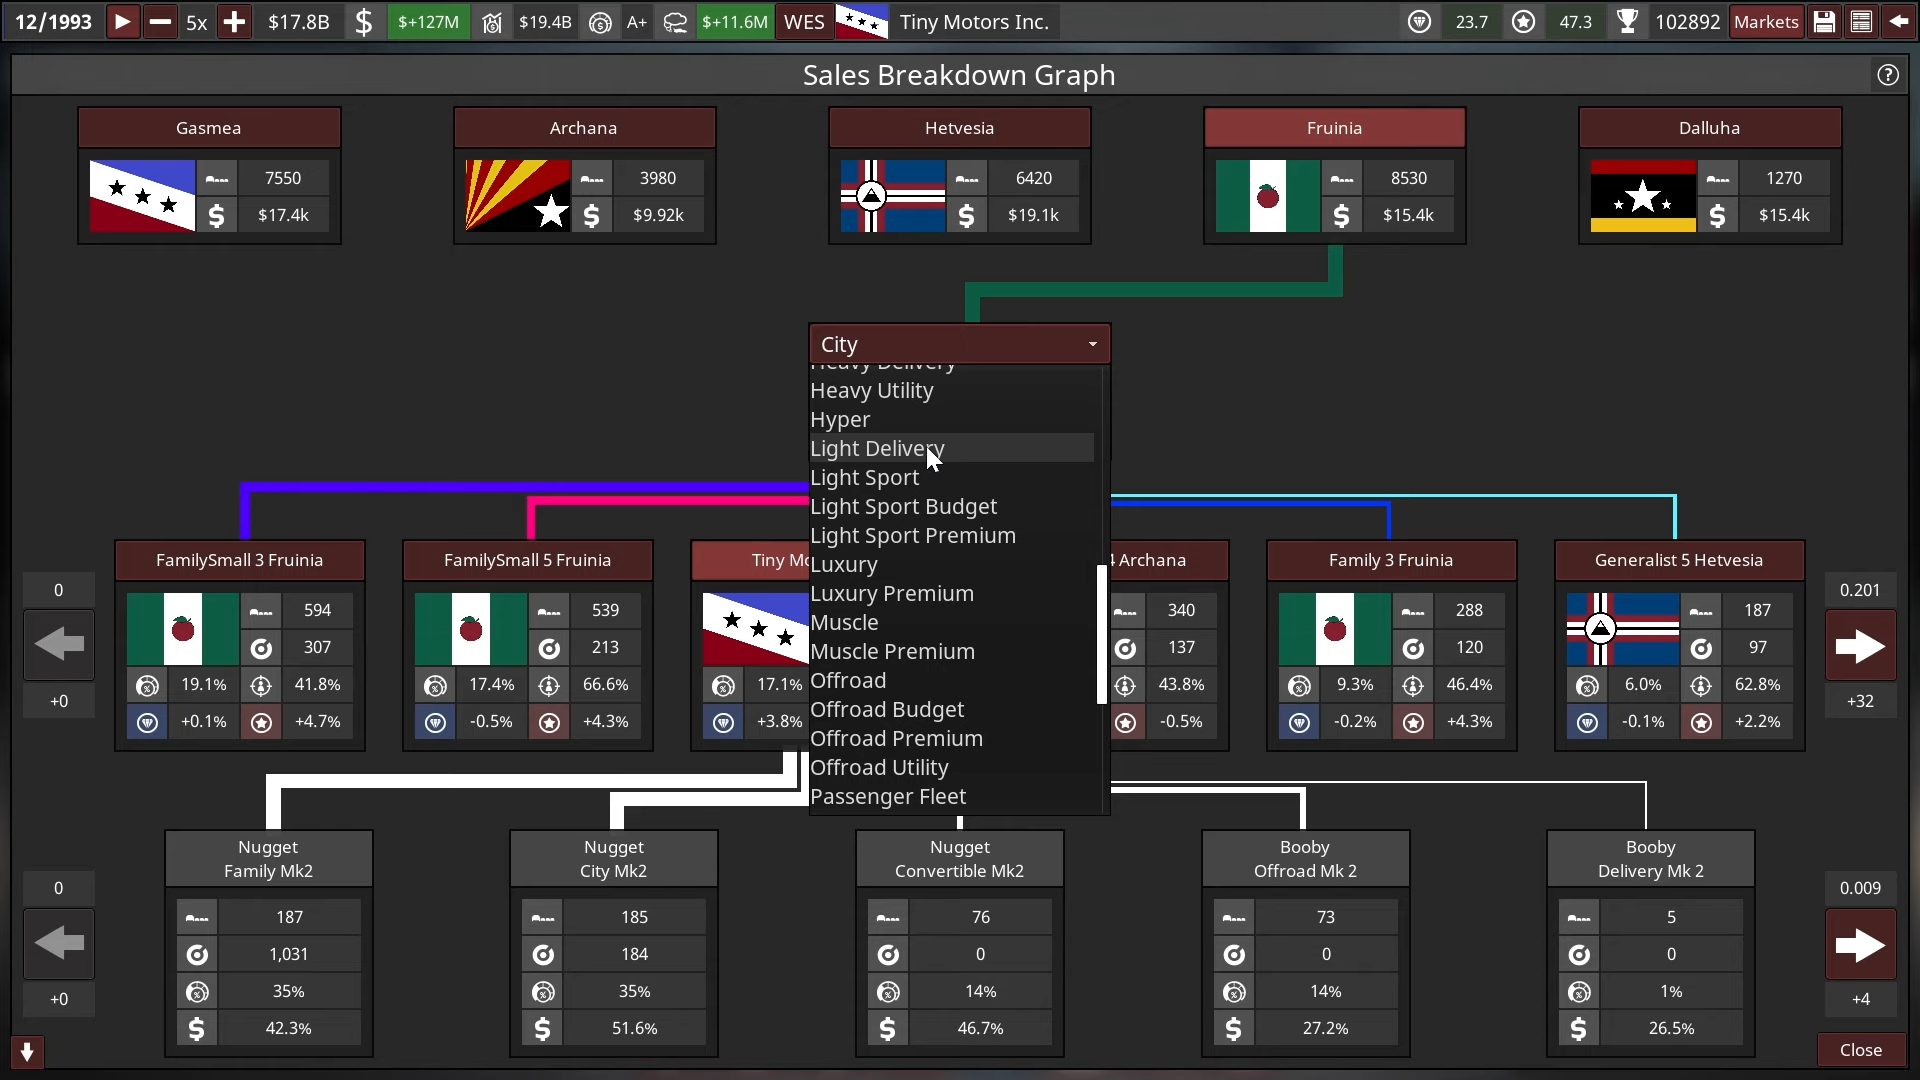 12/1993 5x $17.8B $+127M $19.4B A+ $+11.6M WES Tiny Motors Inc. 23.7 47.3 102892 Markets
Sales Breakdown Graph
Gasmea
7550
$17.4k
Archana
3980
$9.92k
Hetvesia
6420
$19.1k
Fruinia
8530
$15.4k
Dalluha
1270
$15.4k
City
Heavy Delivery
Heavy Utility
Hyper
Light Delivery
Light Sport
Light Sport Budget
Light Sport Premium
Luxury
Luxury Premium
Muscle
Muscle Premium
Offroad
Offroad Budget
Offroad Premium
Offroad Utility
Passenger Fleet
0
+0
FamilySmall 3 Fruinia
594
307
19.1% 41.8%
+0.1% +4.7%
FamilySmall 5 Fruinia
539
213
17.4% 66.6%
-0.5% +4.3%
Tiny Mo
17.1%
+3.8%
4 Archana
340
137
43.8%
-0.5%
Family 3 Fruinia
288
120
9.3% 46.4%
-0.2% +4.3%
Generalist 5 Hetvesia
187
97
6.0% 62.8%
-0.1% +2.2%
0.201
+32
0
+0
Nugget
Family Mk2
187
1,031
35%
42.3%
Nugget
City Mk2
185
184
35%
51.6%
Nugget
Convertible Mk2
76
0
14%
46.7%
Booby
Offroad Mk 2
73
0
14%
27.2%
Booby
Delivery Mk 2
5
0
1%
26.5%
0.009
+4
Close